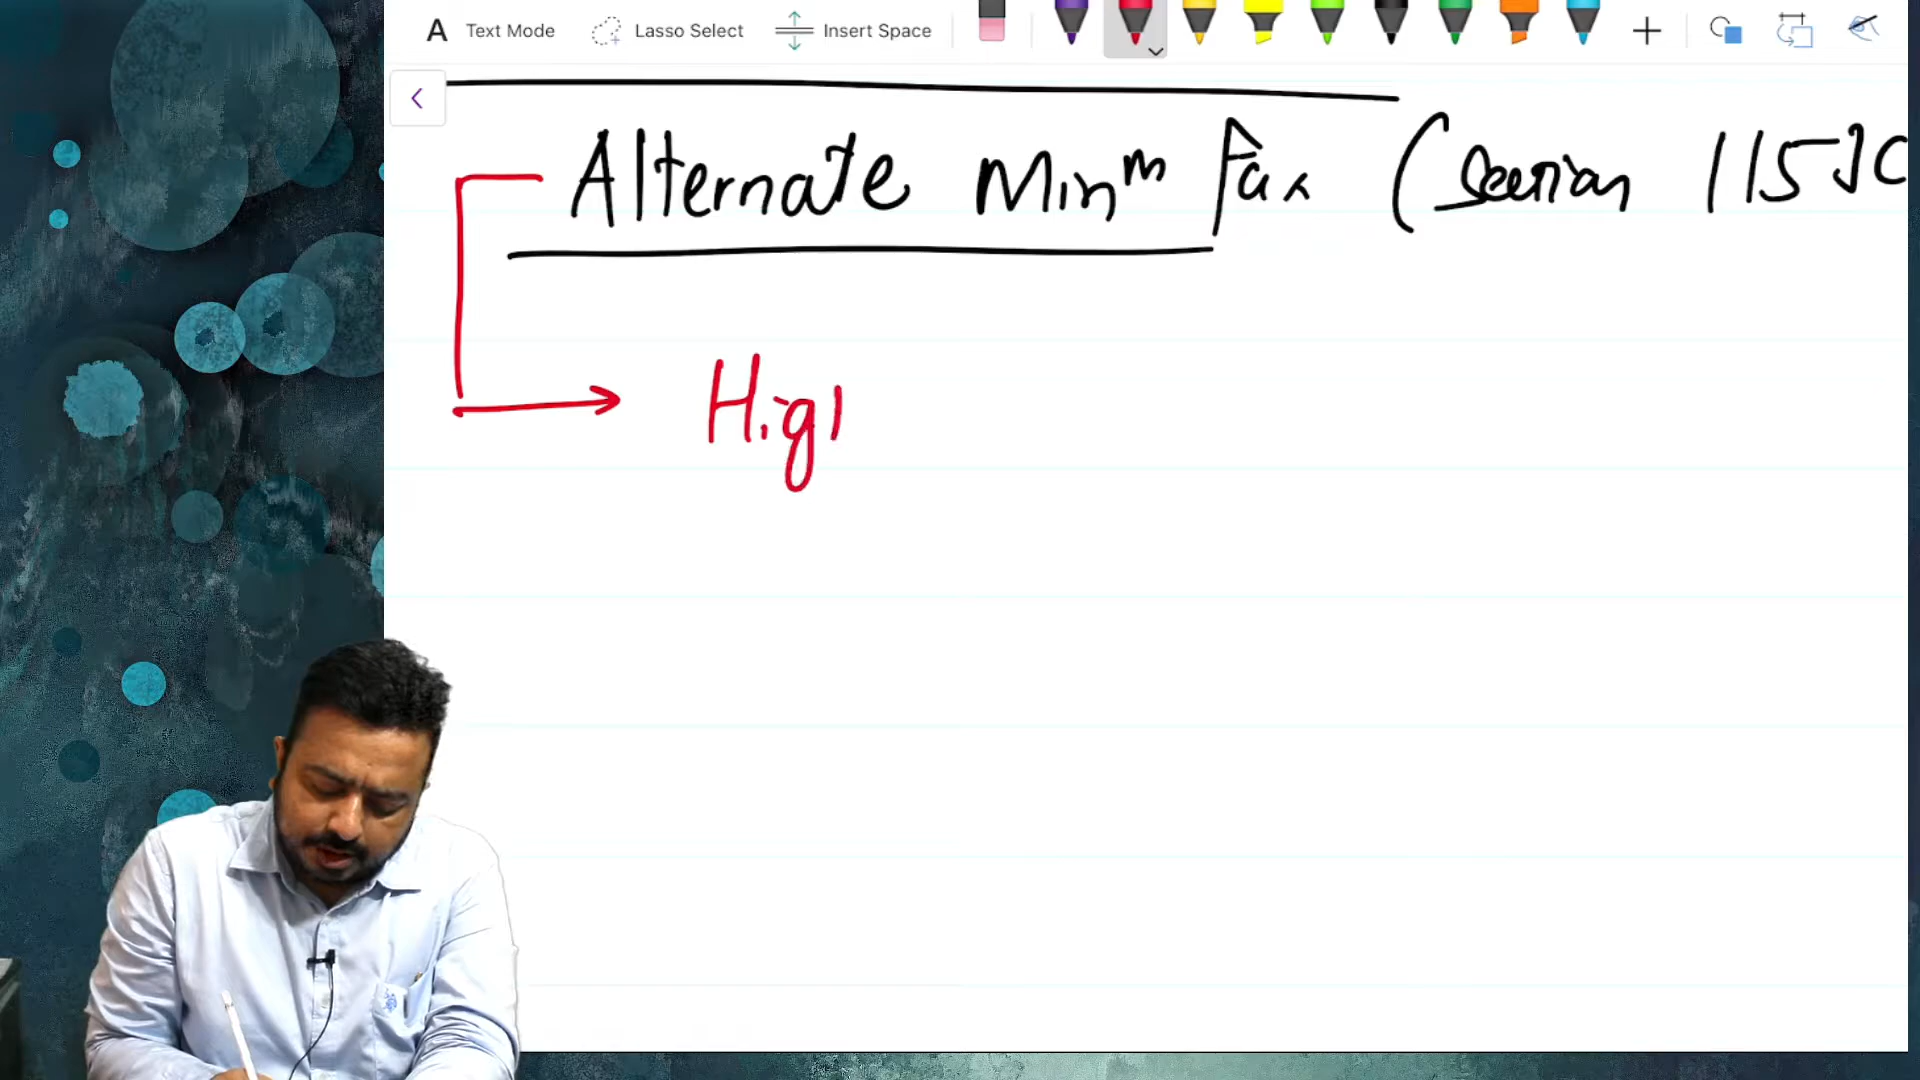 A Text Mode Lasso Select Insert Space
Alternate Minm Tax (Section 115JC
Higl